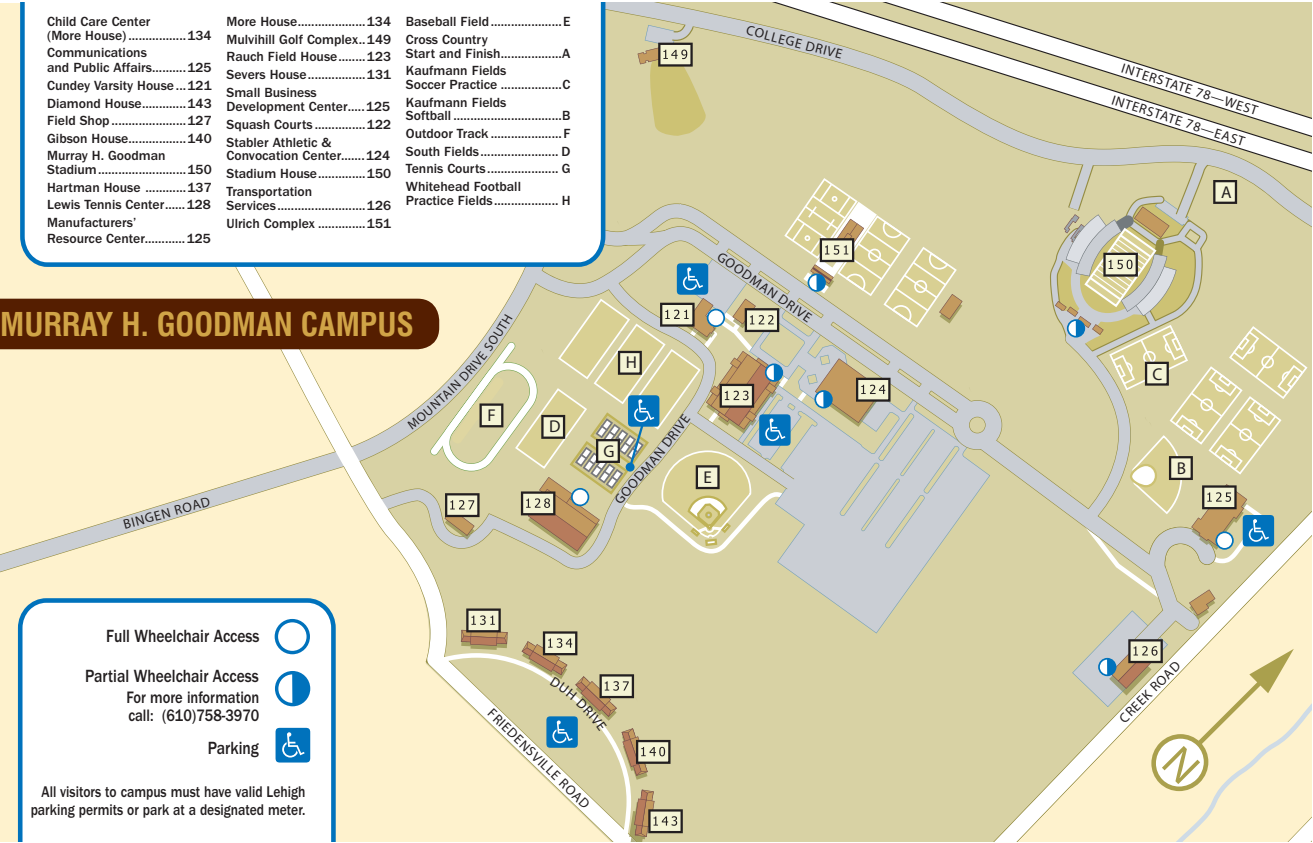 Child Care Center
(More House) ................ 134
Communications
and Public Affairs......... 125
Cundey Varsity House ... 121
Diamond House............ 143
Field Shop ..................... 127
Gibson House............... 140
Murray H. Goodman
Stadium ........................ 150
Hartman House ........... 137
Lewis Tennis Center...... 128
Manufacturers’
Resource Center............ 125
More House................... 134
Mulvihill Golf Complex.. 149
Rauch Field House........ 123
Severs House ................ 131
Small Business
Development Center..... 125
Squash Courts .............. 122
Stabler Athletic &
Convocation Center....... 124
Stadium House ............. 150
Transportation
Services ........................ 126
Ulrich Complex ............. 151
Baseball Field .................... E
Cross Country
Start and Finish................. A
Kaufmann Fields
Soccer Practice ................. C
Kaufmann Fields
Softball .............................. B
Outdoor Track .................... F
South Fields ...................... D
Tennis Courts .................... G
Whitehead Football
Practice Fields ................... H
COLLEGE DRIVE
INTERSTATE 78—WEST
INTERSTATE 78—EAST
149
A
151
150
GOODMAN DRIVE
121
122
MURRAY H. GOODMAN CAMPUS
MOUNTAIN DRIVE SOUTH
H
C
123
124
F
D
G
GOODMAN DRIVE
E
B
BINGEN ROAD
127
128
125
131
134
137
DUH DRIVE
140
143
FRIEDENSVILLE ROAD
126
CREEK ROAD
N
Full Wheelchair Access
Partial Wheelchair Access
For more information
call: (610)758-3970
Parking
All visitors to campus must have valid Lehigh
parking permits or park at a designated meter.